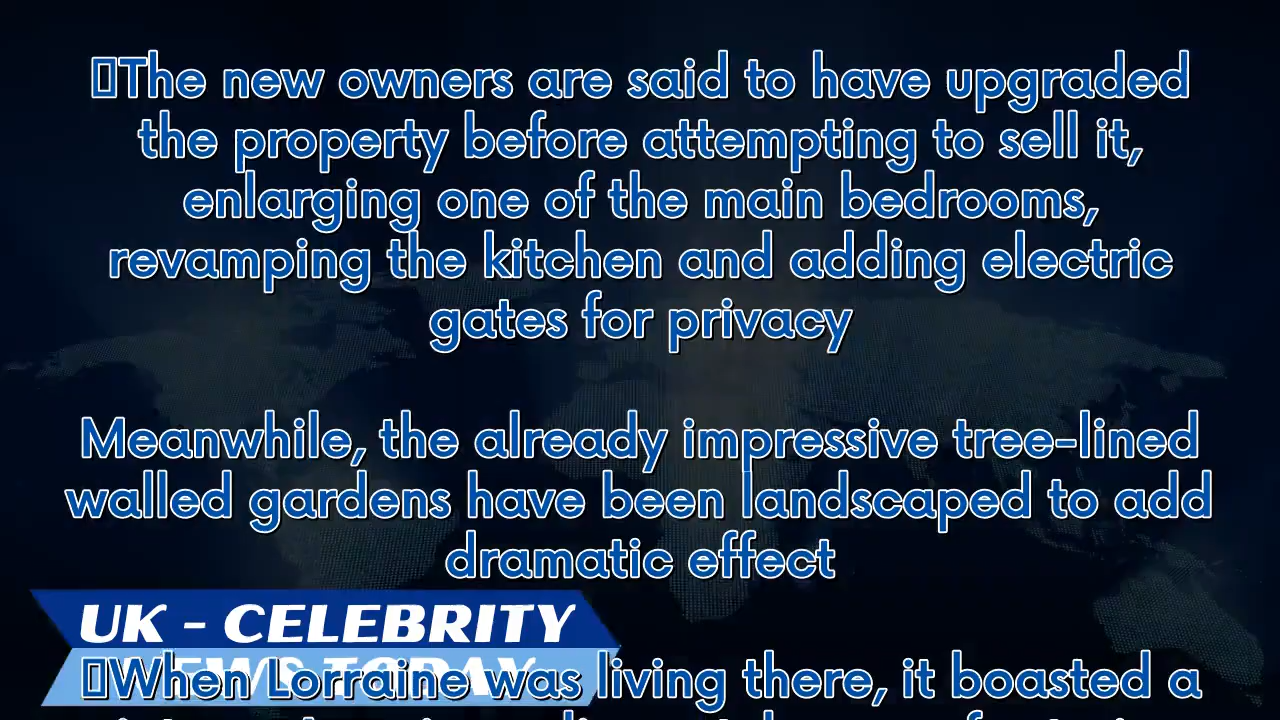 The new owners are said to have upgraded
the property before attempting to sell it,
enlarging one of the main bedrooms,
revamping the kitchen and adding electric
gates for privacy
Meanwhile, the already impressive tree-lined
walled gardens have been landscaped to add
dramatic effect
UK - CELEBRITY
NEWS TODAY
When Lorraine was living there, it boasted a